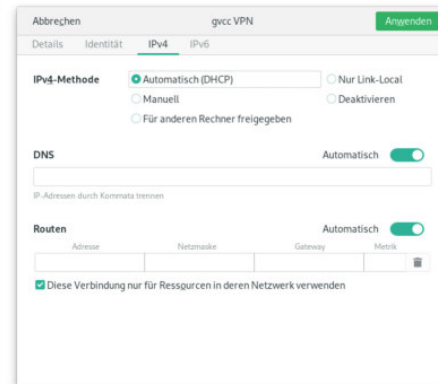 Abbrechen gvcc VPN Anwenden
Details Identität IPv4 IPv6
IPv4-Methode Automatisch (DHCP) Nur Link-Local
Manuell Deaktivieren
Für anderen Rechner freigegeben
DNS Automatisch
IP-Adressen durch Kommata trennen
Routen Automatisch
Adresse Netzmaske Gateway Metrik
Diese Verbindung nur für Ressourcen in deren Netzwerk verwenden